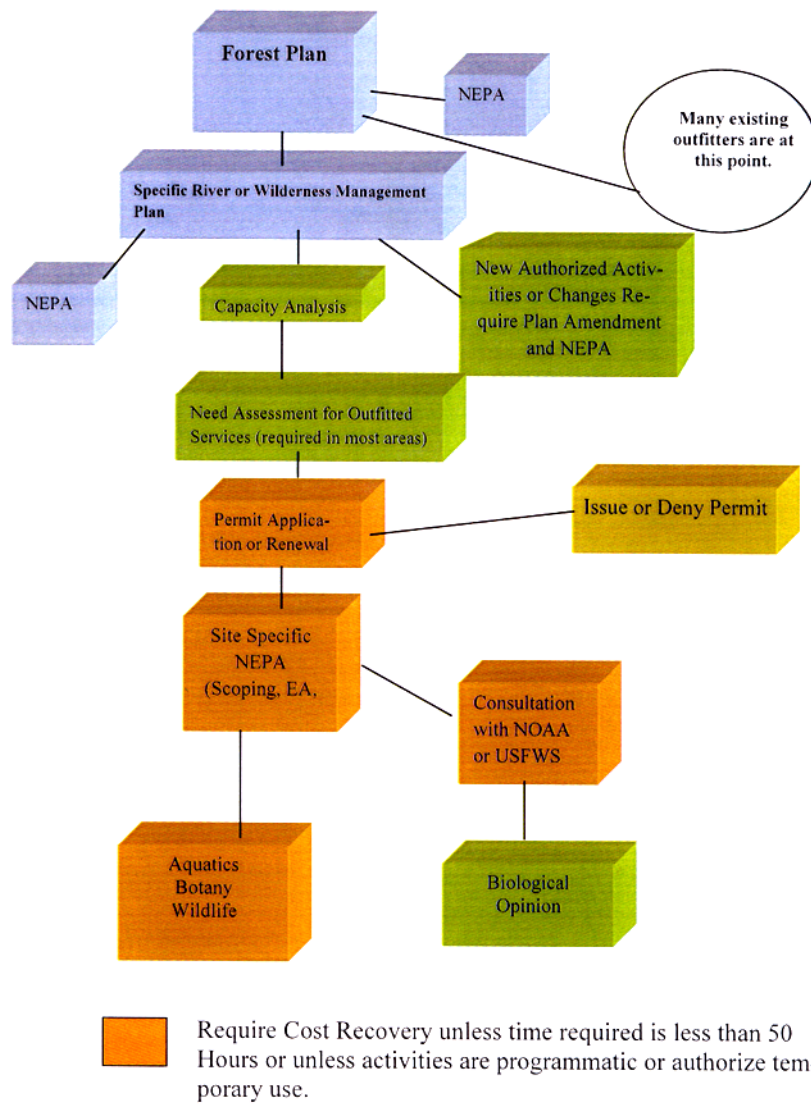 Forest Plan
NEPA
Many existing
outfitters are at
this point.
Specific River or Wilderness Management
Plan
NEPA
Capacity Analysis
New Authorized Activ-
ities or Changes Re-
quire Plan Amendment
and NEPA
Need Assessment for Outfitted
Services (required in most areas)
Permit Applica-
tion or Renewal
Issue or Deny Permit
Site Specific
NEPA
(Scoping, EA,
Consultation
with NOAA
or USFWS
Aquatics
Botany
Wildlife
Biological
Opinion
Require Cost Recovery unless time required is less than 50
Hours or unless activities are programmatic or authorize tem-
porary use.